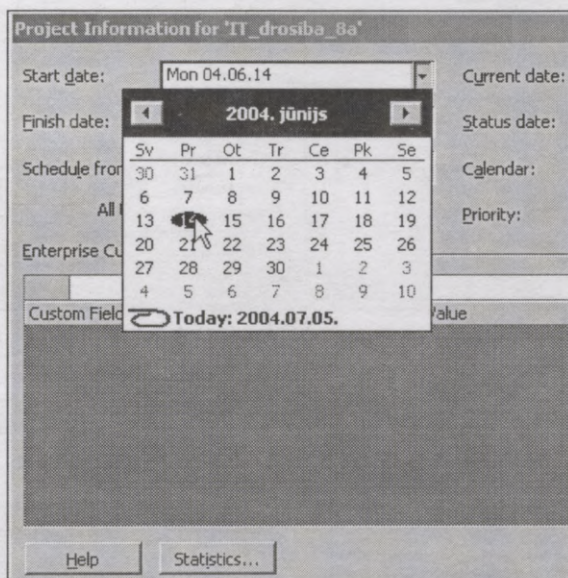 Project Information for 'IT_drosiba_8a'
Start date: Mon 04.06.14 Current date:
Finish date: 2004. jūnijs Status date:
Sv Pr Ot Tr Ce Pk Se
Schedule from 30 31 1 2 3 4 5 Calendar:
6 7 8 9 10 11 12
All 13 14 15 16 17 18 19 Priority:
20 21 22 23 24 25 26
Enterprise Cu
27 28 29 30 1 2 3
4 5 6 7 8 9 10
Custom Field Value
Today: 2004.07.05.
Help Statistics...